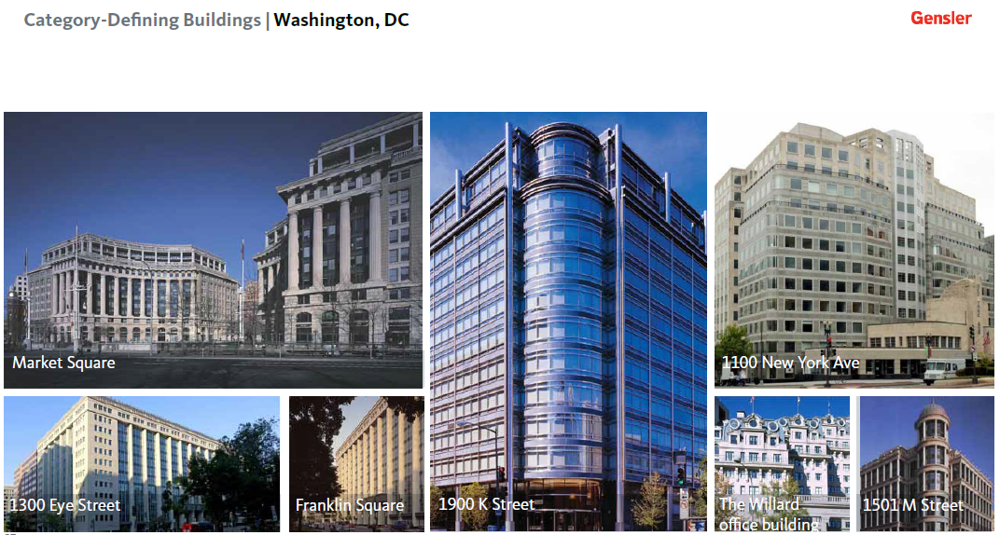 Category-Defining Buildings | Washington, DC
Gensler
Market Square
1100 New York Ave
1300 Eye Street
Franklin Square
1900 K Street
The Willard
office building
1501 M Street